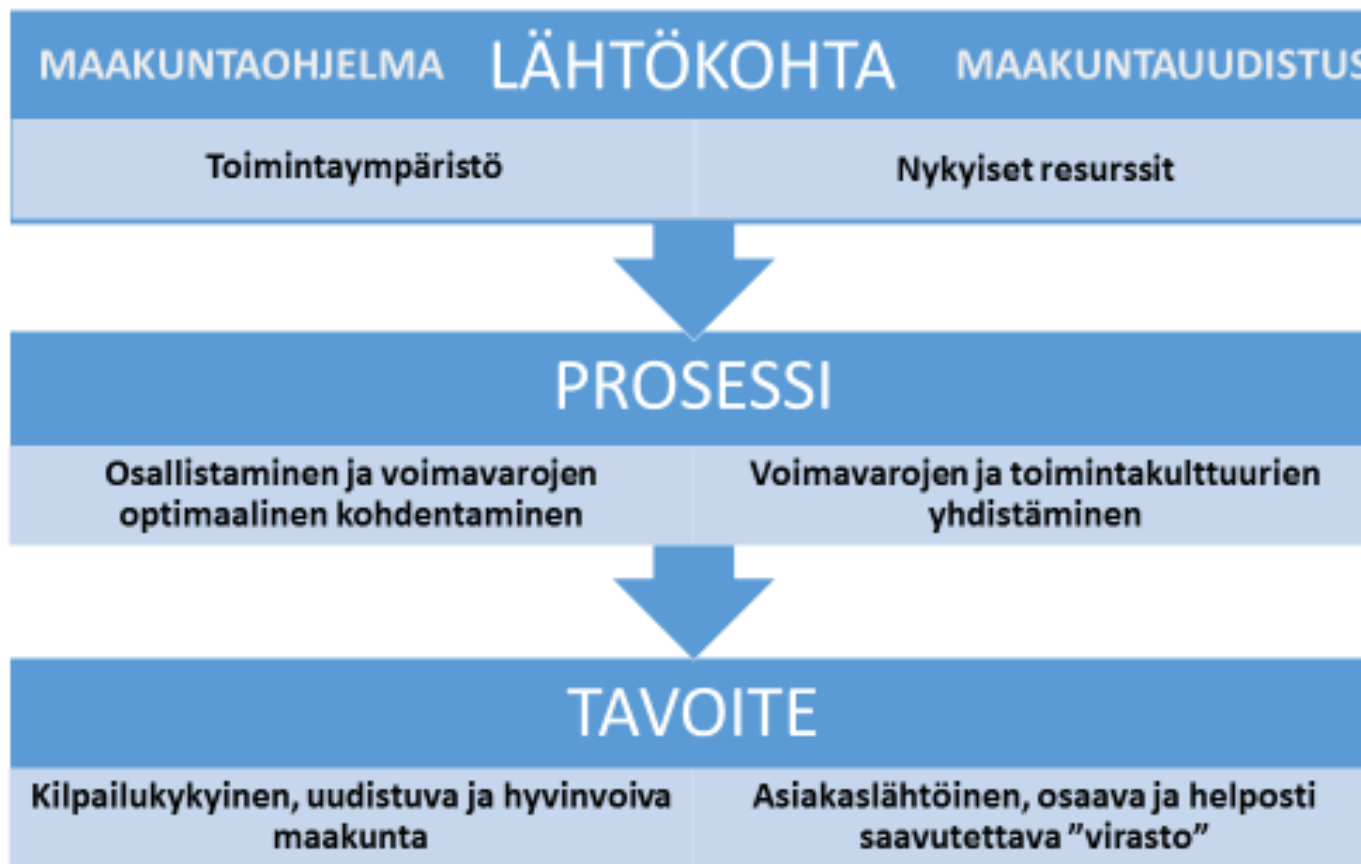 MAAKUNTAOHJELMA LÄHTÖKOHTA MAAKUNTAUUDISTUS
Toimintaympäristö
Nykyiset resurssit
PROSESSI
Osallistaminen ja voimavarojen
optimaalinen kohdentaminen
Voimavarojen ja toimintakulttuurien
yhdistäminen
TAVOITE
Kilpailukykyinen, uudistuva ja hyvinvoiva
maakunta
Asiakaslähtöinen, osaava ja helposti
saavutettava ”virasto”